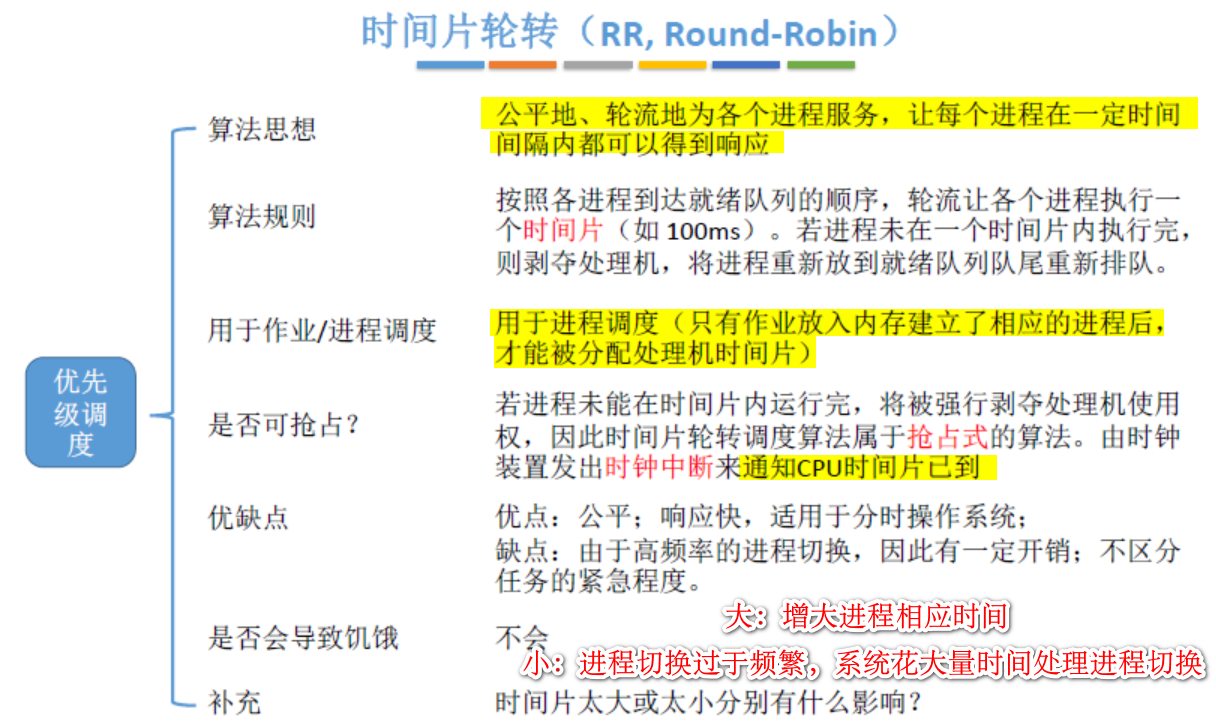 时间片轮转（RR, Round-Robin）
算法思想
公平地、轮流地为各个进程服务，让每个进程在一定时间
间隔内都可以得到响应
算法规则
按照各进程到达就绪队列的顺序，轮流让各个进程执行一
个时间片（如 100ms）。若进程未在一个时间片内执行完，
则剥夺处理机，将进程重新放到就绪队列队尾重新排队。
用于作业/进程调度
用于进程调度（只有作业放入内存建立了相应的进程后，
才能被分配处理机时间片）
优先
级调
度
是否可抢占？
若进程未能在时间片内运行完，将被强行剥夺处理机使用
权，因此时间片轮转调度算法属于抢占式的算法。由时钟
装置发出时钟中断来通知CPU时间片已到
优缺点
优点：公平；响应快，适用于分时操作系统；
缺点：由于高频率的进程切换，因此有一定开销；不区分
任务的紧急程度。
是否会导致饥饿
不会
大：增大进程相应时间
小：进程切换过于频繁，系统花大量时间处理进程切换
补充
时间片太大或太小分别有什么影响？